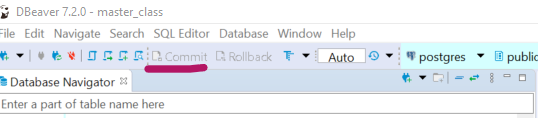 DBeaver 7.2.0 - master_class
File Edit Navigate Search SQL Editor Database Window Help
Commit Rollback Auto postgres public
Database Navigator
Enter a part of table name here